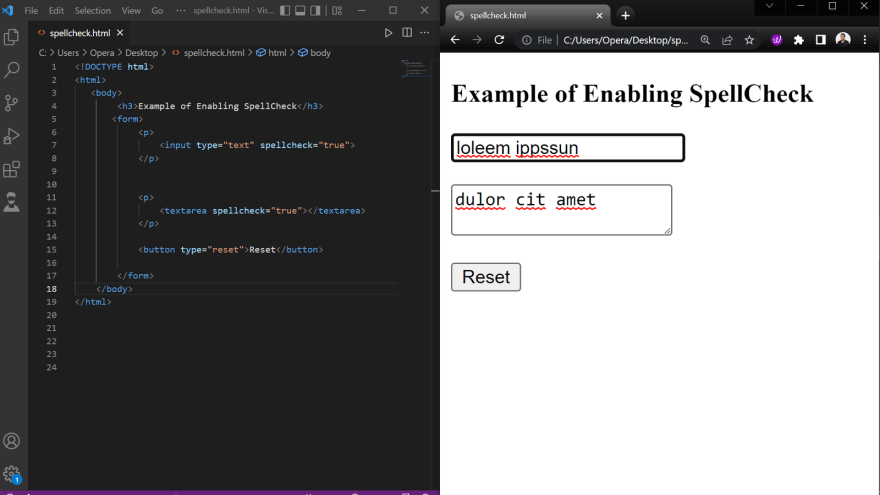 File Edit Selection View Go ··· spellcheck.html - Vis...
spellcheck.html
C: > Users > Opera > Desktop > spellcheck.html > html > body
1 <!DOCTYPE html>
2 <html>
3 <body>
4 <h3>Example of Enabling SpellCheck</h3>
5 <form>
6 <p>
7 <input type="text" spellcheck="true">
8 </p>
9
10
11 <p>
12 <textarea spellcheck="true"></textarea>
13 </p>
14
15 <button type="reset">Reset</button>
16
17 </form>
18 </body>
19 </html>
20
21
22
23
24
1
spellcheck.html
File | C:/Users/Opera/Desktop/sp...
Example of Enabling SpellCheck
loleem ippssun
dulor cit amet
Reset